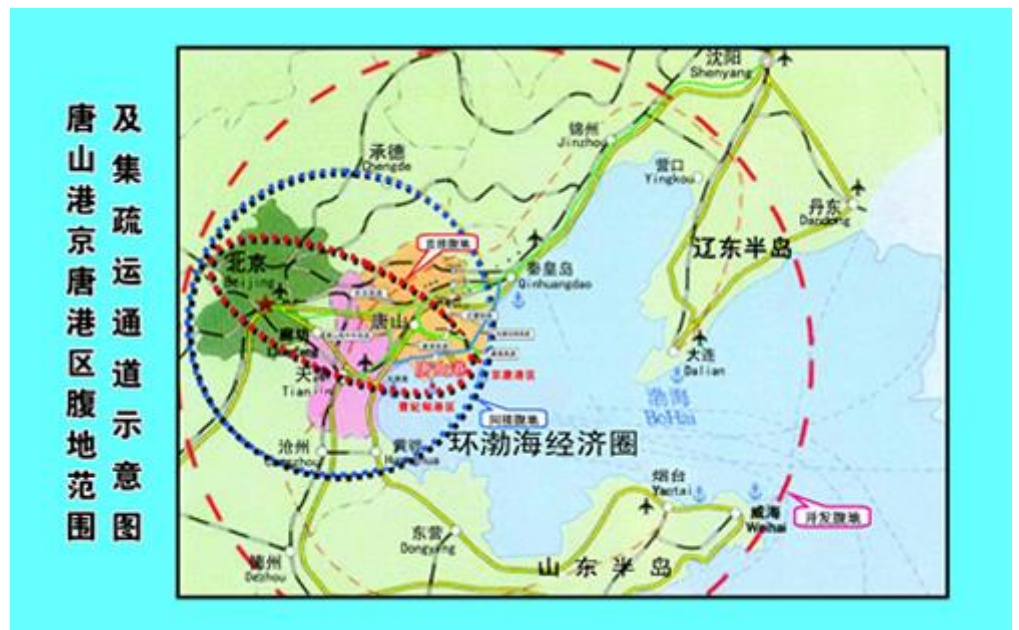 唐山港京唐港区腹地范围
及集疏运通道示意图
沈阳
Shenyang
锦州
Jinzhou
承德
Chengde
营口
Yingkou
丹东
Dandong
辽东半岛
直接腹地
北京
Beijing
秦皇岛
Qinhuangdao
唐山
廊坊
大连
Dalian
天津
Tianjin
京唐港区
曹妃甸港区
渤海
BoHai
间接腹地
环渤海经济圈
沧州
黄骅
Huanghua
烟台
Yantai
威海
Weihai
开发腹地
东营
Dongying
山东半岛
德州
Dezhou